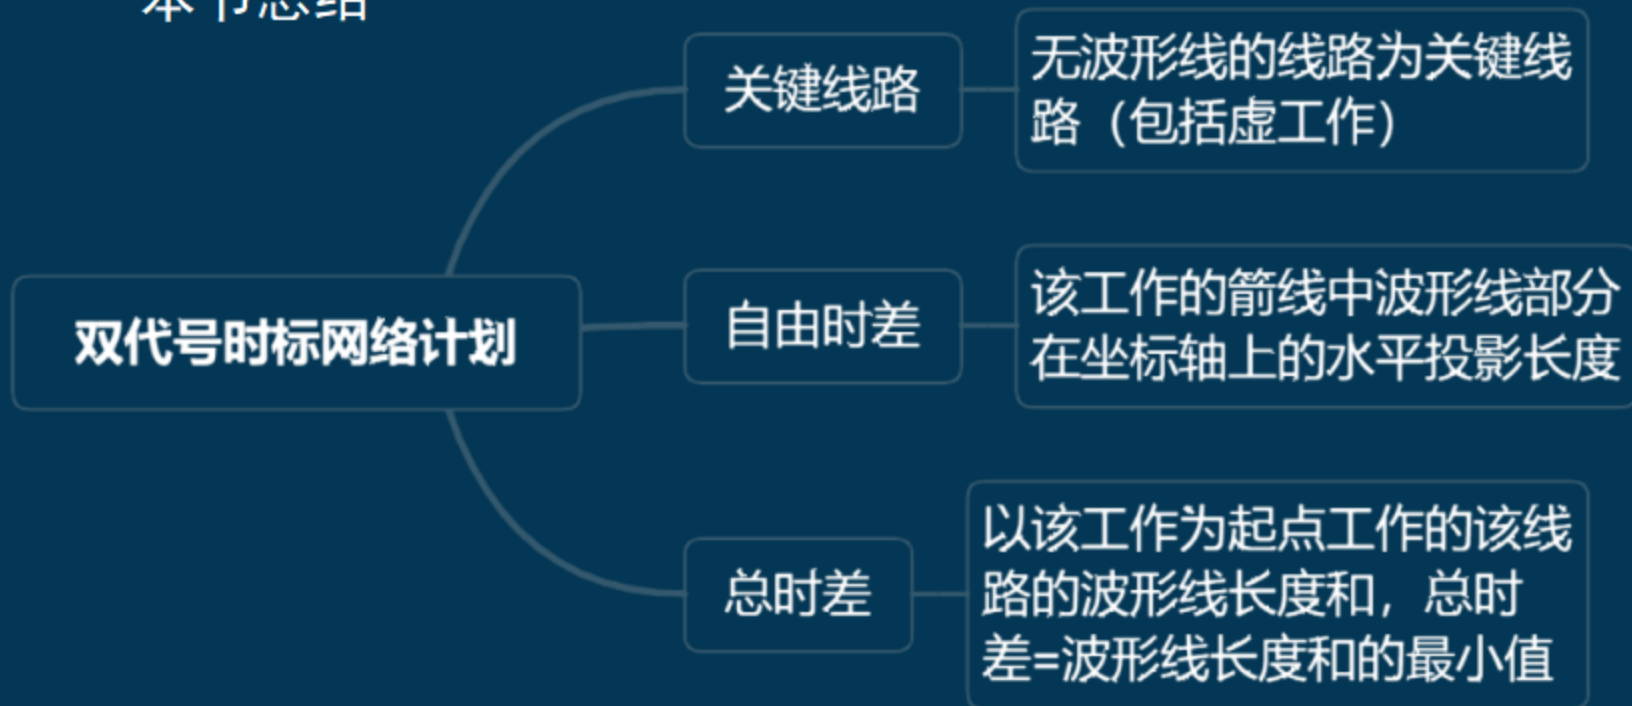 本节总结
关键线路
无波形线的线路为关键线
路（包括虚工作）
双代号时标网络计划
自由时差
该工作的箭线中波形线部分
在坐标轴上的水平投影长度
总时差
以该工作为起点工作的该线
路的波形线长度和，总时
差=波形线长度和的最小值